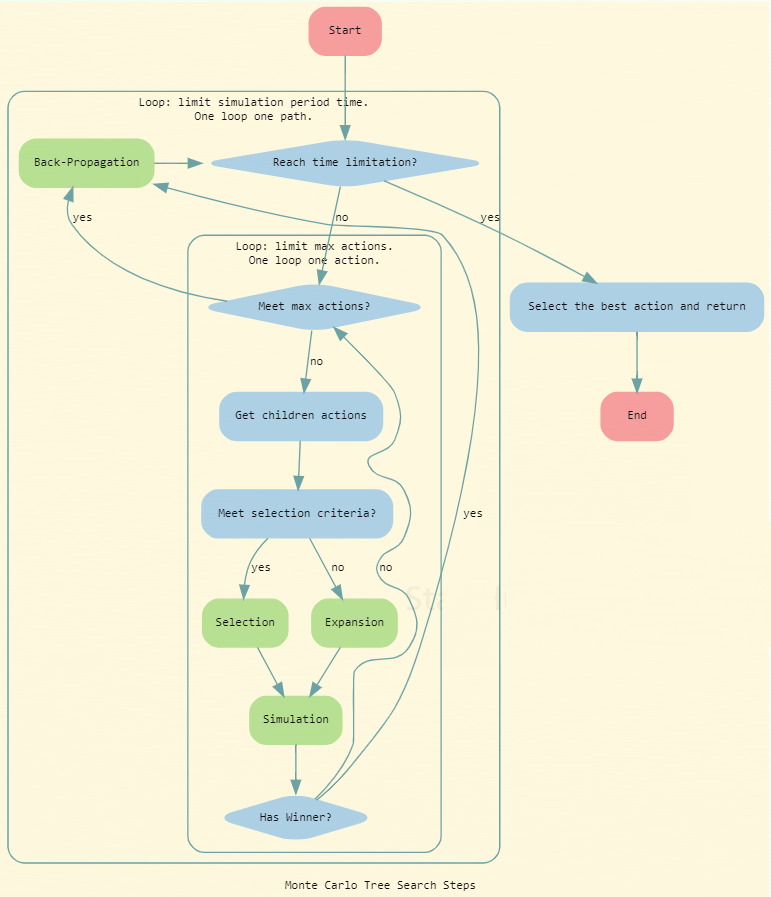 Start
Loop: limit simulation period time.
One loop one path.
Back-Propagation
Reach time limitation?
yes
no
yes
Loop: limit max actions.
One loop one action.
Meet max actions?
Select the best action and return
no
Get children actions
End
Meet selection criteria?
yes
yes
no
no
Selection
Expansion
Simulation
Has Winner?
Monte Carlo Tree Search Steps